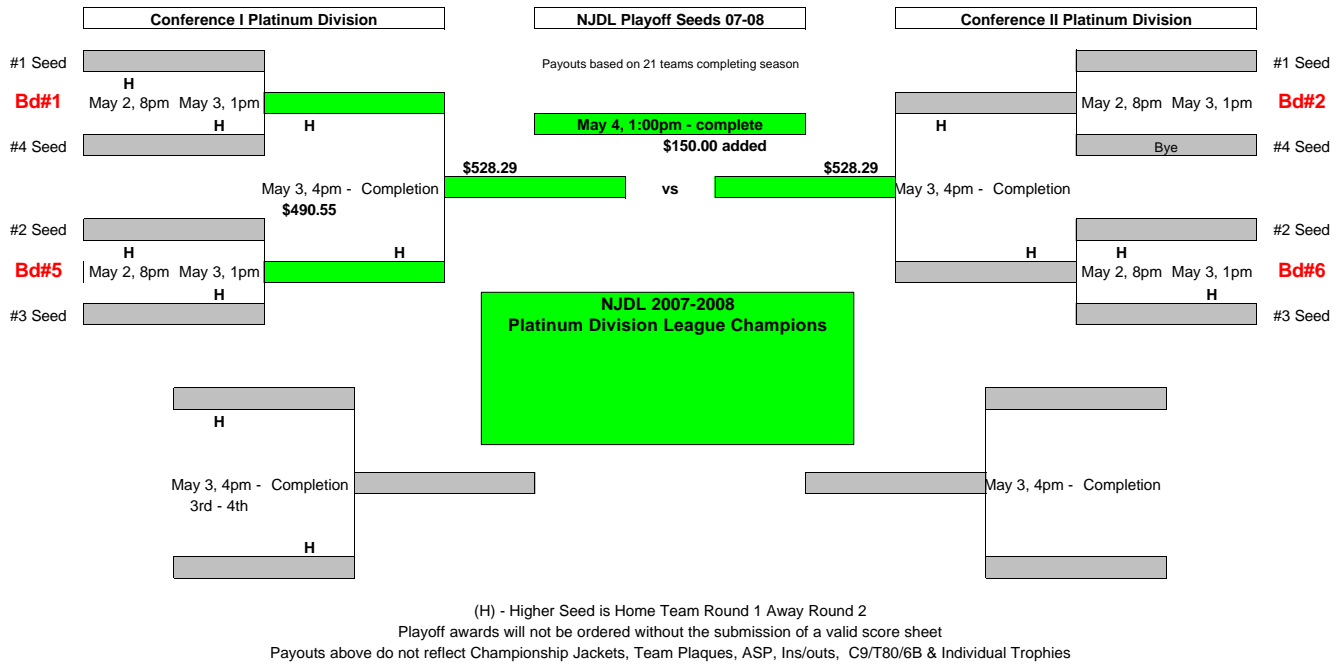 Conference I Platinum Division
NJDL Playoff Seeds 07-08
Conference II Platinum Division
#1 Seed
Payouts based on 21 teams completing season
#1 Seed
H
Bd#1
May 2, 8pm May 3, 1pm
May 2, 8pm May 3, 1pm
Bd#2
H
H
May 4, 1:00pm - complete
H
#4 Seed
$150.00 added
Bye
#4 Seed
$528.29
$528.29
May 3, 4pm - Completion
vs
May 3, 4pm - Completion
$490.55
#2 Seed
#2 Seed
H
H
H
H
Bd#5
May 2, 8pm May 3, 1pm
May 2, 8pm May 3, 1pm
Bd#6
H
H
#3 Seed
#3 Seed
NJDL 2007-2008
Platinum Division League Champions
H
May 3, 4pm - Completion
May 3, 4pm - Completion
3rd - 4th
H
(H) - Higher Seed is Home Team Round 1 Away Round 2
Playoff awards will not be ordered without the submission of a valid score sheet
Payouts above do not reflect Championship Jackets, Team Plaques, ASP, Ins/outs, C9/T80/6B & Individual Trophies